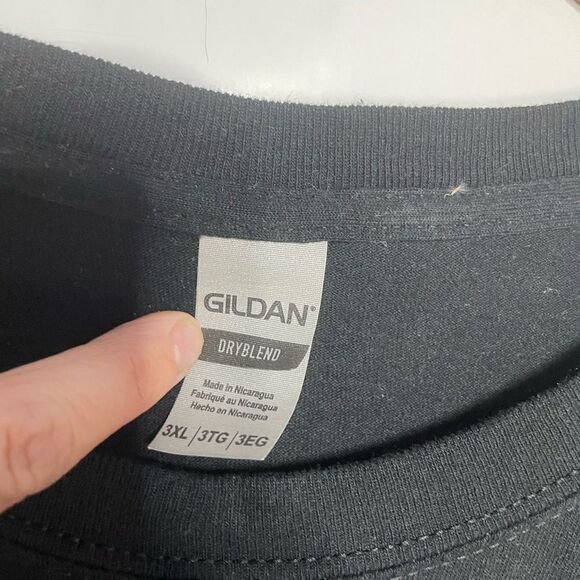 GILDAN®
DRYBLEND
Made in Nicaragua
Fabriqué au Nicaragua
Hecho en Nicaragua
3XL/3TG/3EG